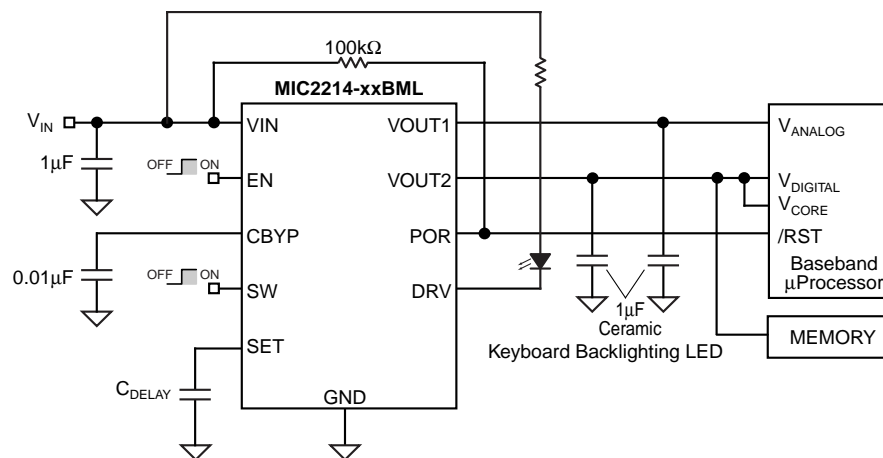 100kΩ
MIC2214-xxBML
VIN
VIN
VOUT1
VANALOG
1µF
OFF ON
EN
VOUT2
VDIGITAL
VCORE
CBYP
POR
/RST
0.01µF
OFF ON
SW
DRV
Baseband
µProcessor
1µF
Ceramic
Keyboard Backlighting LED
MEMORY
SET
CDELAY
GND